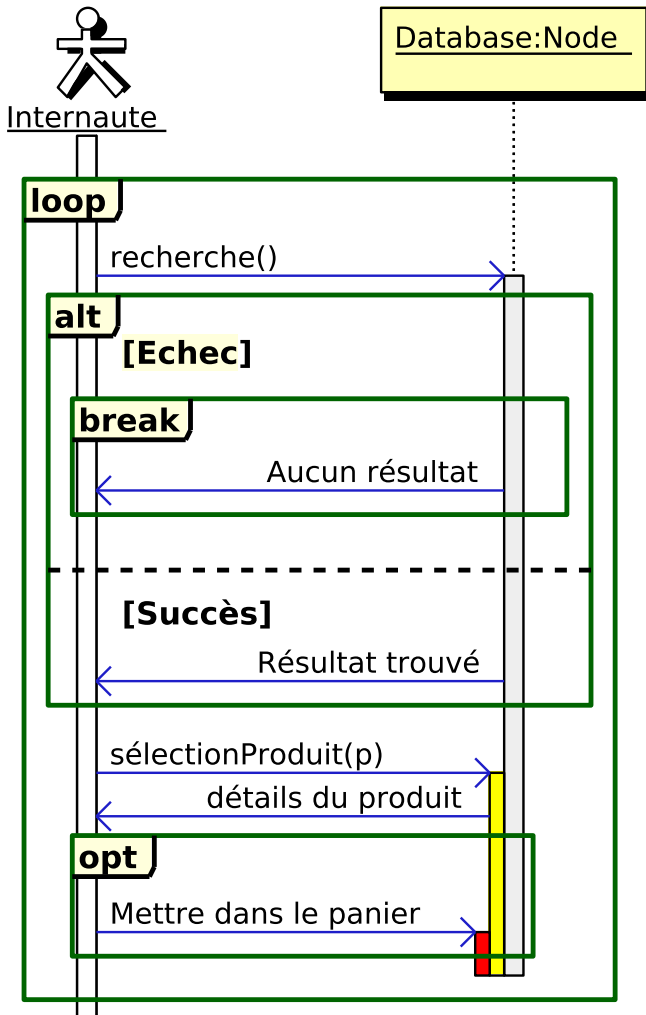 Database:Node
Internaute
loop
recherche()
alt
[Echec]
break
Aucun résultat
[Succès]
Résultat trouvé
sélectionProduit(p)
détails du produit
opt
Mettre dans le panier